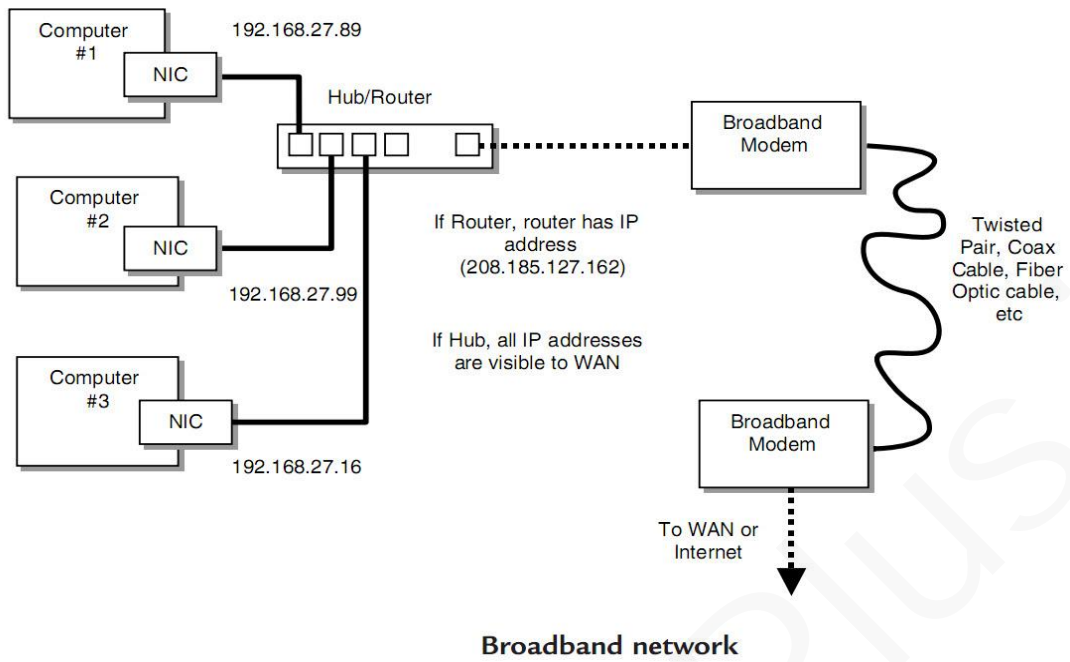 Computer
#1
NIC
192.168.27.89
Hub/Router
Computer
#2
NIC
192.168.27.99
Computer
#3
NIC
192.168.27.16
If Router, router has IP
address
(208.185.127.162)
If Hub, all IP addresses
are visible to WAN
Broadband
Modem
Twisted
Pair, Coax
Cable, Fiber
Optic cable,
etc
Broadband
Modem
To WAN or
Internet
Broadband network
Plus